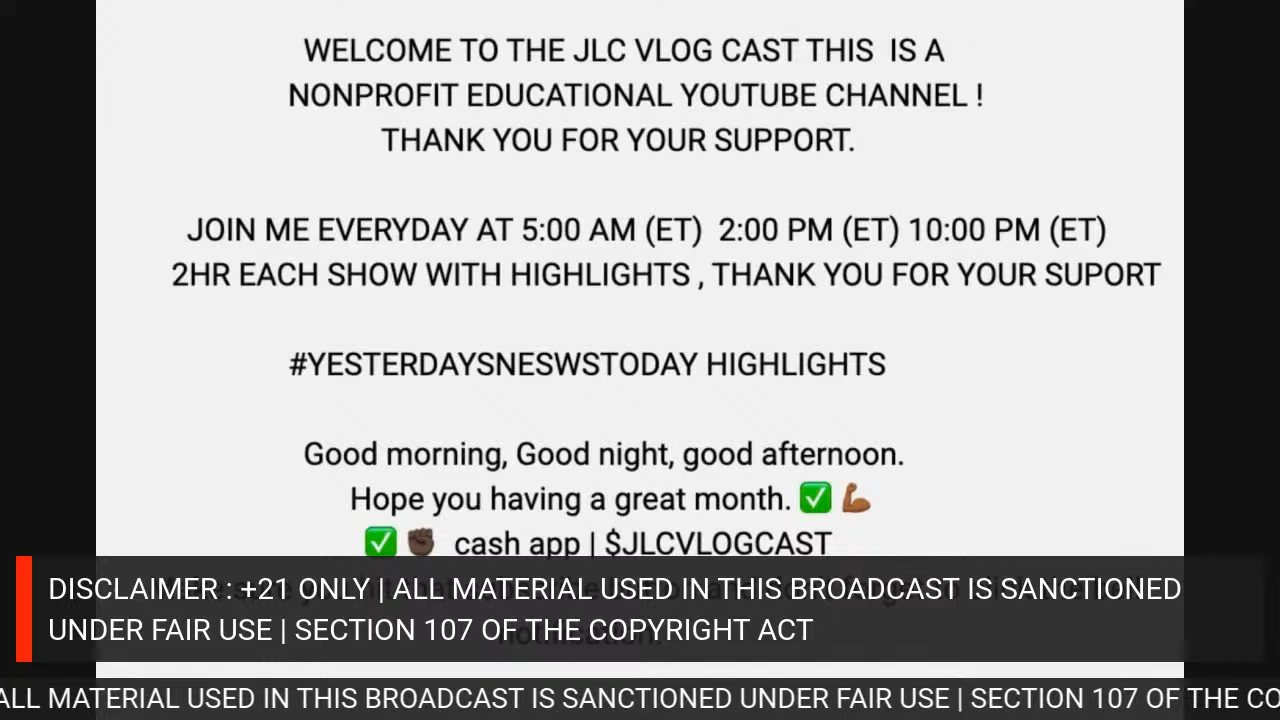 WELCOME TO THE JLC VLOG CAST THIS IS A
NONPROFIT EDUCATIONAL YOUTUBE CHANNEL !
THANK YOU FOR YOUR SUPPORT.
JOIN ME EVERYDAY AT 5:00 AM (ET) 2:00 PM (ET) 10:00 PM (ET)
2HR EACH SHOW WITH HIGHLIGHTS , THANK YOU FOR YOUR SUPORT
#YESTERDAYSNESWSTODAY HIGHLIGHTS
Good morning, Good night, good afternoon.
Hope you having a great month. ✅ 💪🏾
✅ ✊🏿 cash app | $JLCVLOGCAST
DISCLAIMER : +21 ONLY | ALL MATERIAL USED IN THIS BROADCAST IS SANCTIONED
UNDER FAIR USE | SECTION 107 OF THE COPYRIGHT ACT
ALL MATERIAL USED IN THIS BROADCAST IS SANCTIONED UNDER FAIR USE | SECTION 107 OF THE CO